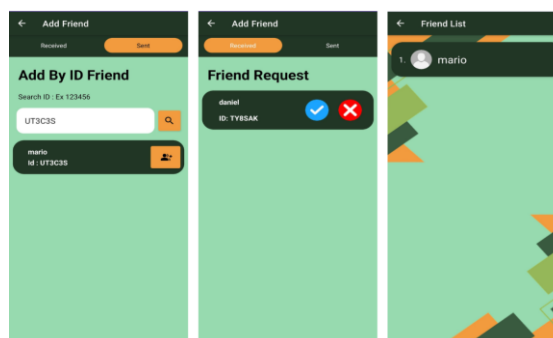 Add Friend
Received
Sent
Add By ID Friend
Search ID : Ex 123456
UT3C3S
mario
Id : UT3C3S
Add Friend
Received
Sent
Friend Request
daniel
ID: TY8SAK
Friend List
1.
mario